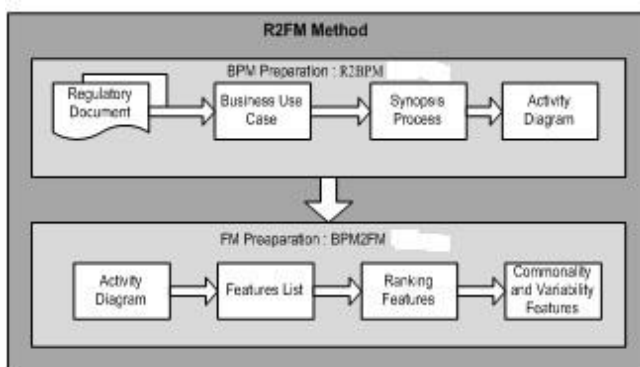 R2FM Method
BPM Preparation : R2BPM
Regulatory
Document
Business Use
Case
Synopsis
Process
Activity
Diagram
FM Preaparation : BPM2FM
Activity
Diagram
Features List
Ranking
Features
Commonality
and Variability
Features